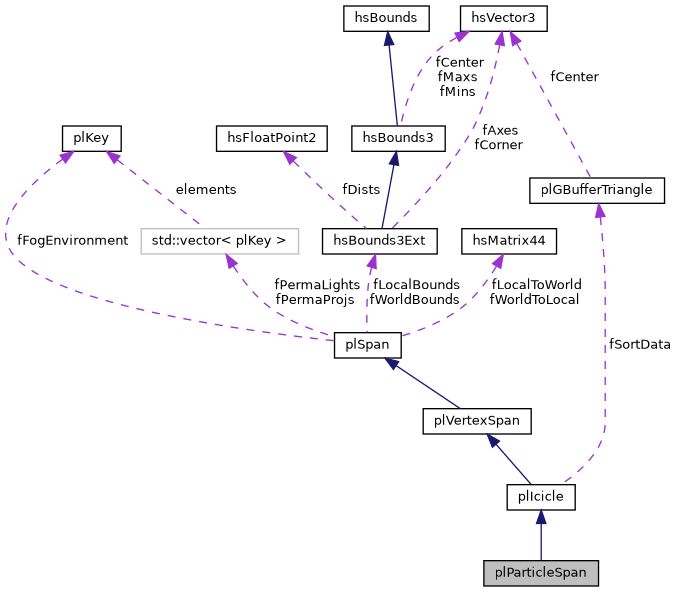 hsBounds
hsVector3
fCenter
fMaxs
fMins
fCenter
plKey
hsFloatPoint2
hsBounds3
fAxes
fCorner
elements
fDists
plGBufferTriangle
fFogEnvironment
std::vector< plKey >
hsBounds3Ext
hsMatrix44
fPermaLights
fPermaProjs
fLocalBounds
fWorldBounds
fLocalToWorld
fWorldToLocal
plSpan
fSortData
plVertexSpan
plIcicle
plParticleSpan